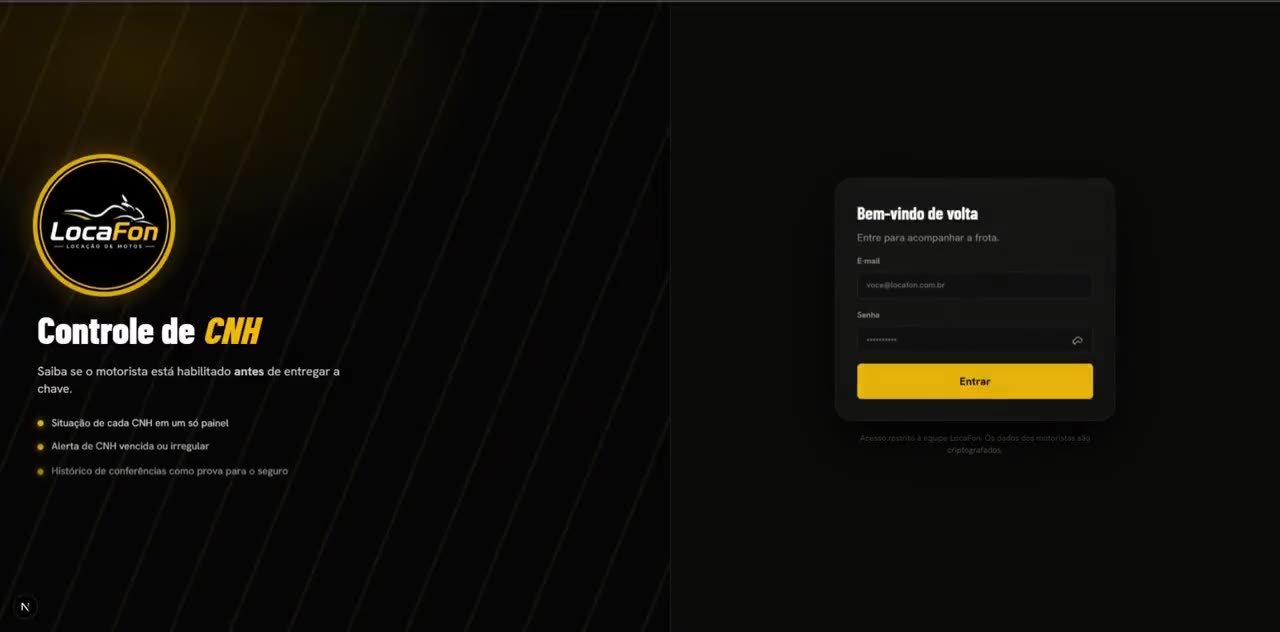 LocaFon
LOCAÇÃO DE MOTOS
Controle de CNH
Saiba se o motorista está habilitado antes de entregar a
chave.
Situação de cada CNH em um só painel
Alerta de CNH vencida ou irregular
Histórico de conferências como prova para o seguro
N
Bem-vindo de volta
Entre para acompanhar a frota.
E-mail
voce@locafon.com.br
Senha
••••••••••
Entrar
Acesso restrito à equipe LocaFon. Os dados dos motoristas são
criptografados.